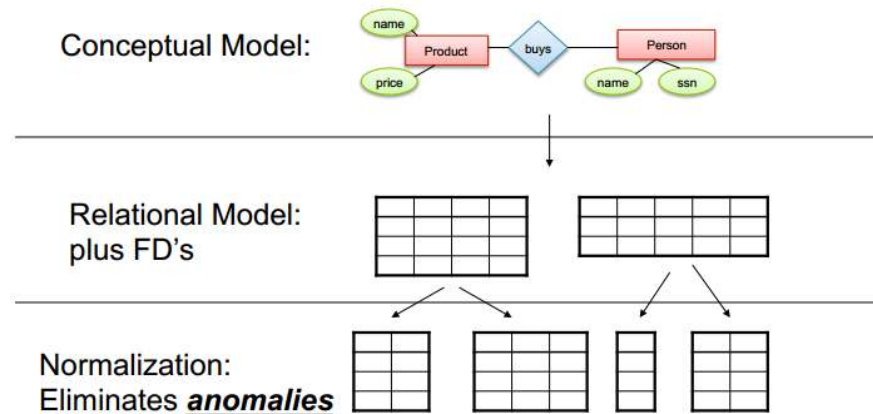 Conceptual Model:
name
Product
price
buys
Person
name
ssn
Relational Model:
plus FD's
Normalization:
Eliminates anomalies